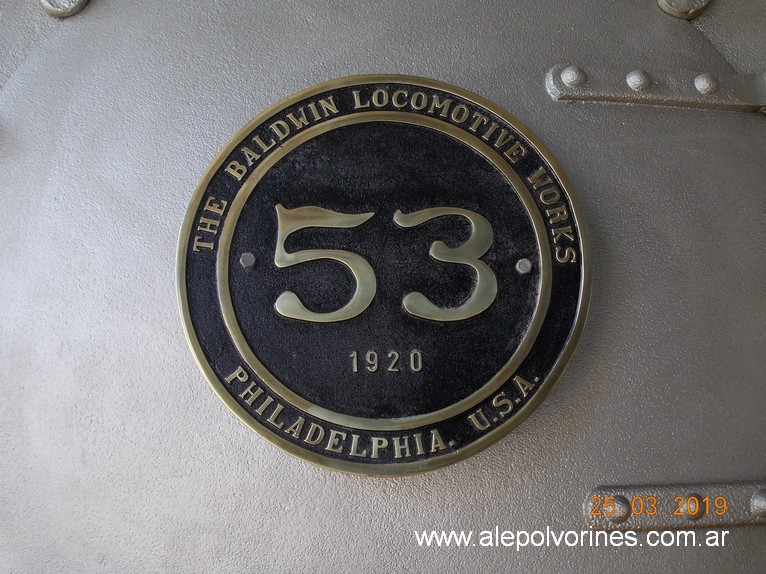 THE BALDWIN LOCOMOTIVE WORKS
53
1920
PHILADELPHIA. U.S.A.
25 03 2019
www.alepolvorines.com.ar